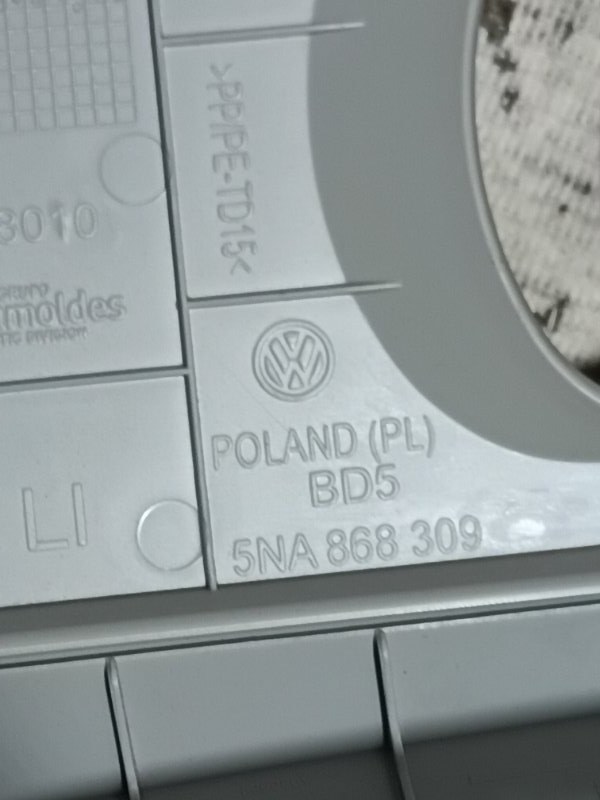 >PP/PE-TD15<
3010
moldes
POLAND (PL)
BD5
LI
5NA 868 309